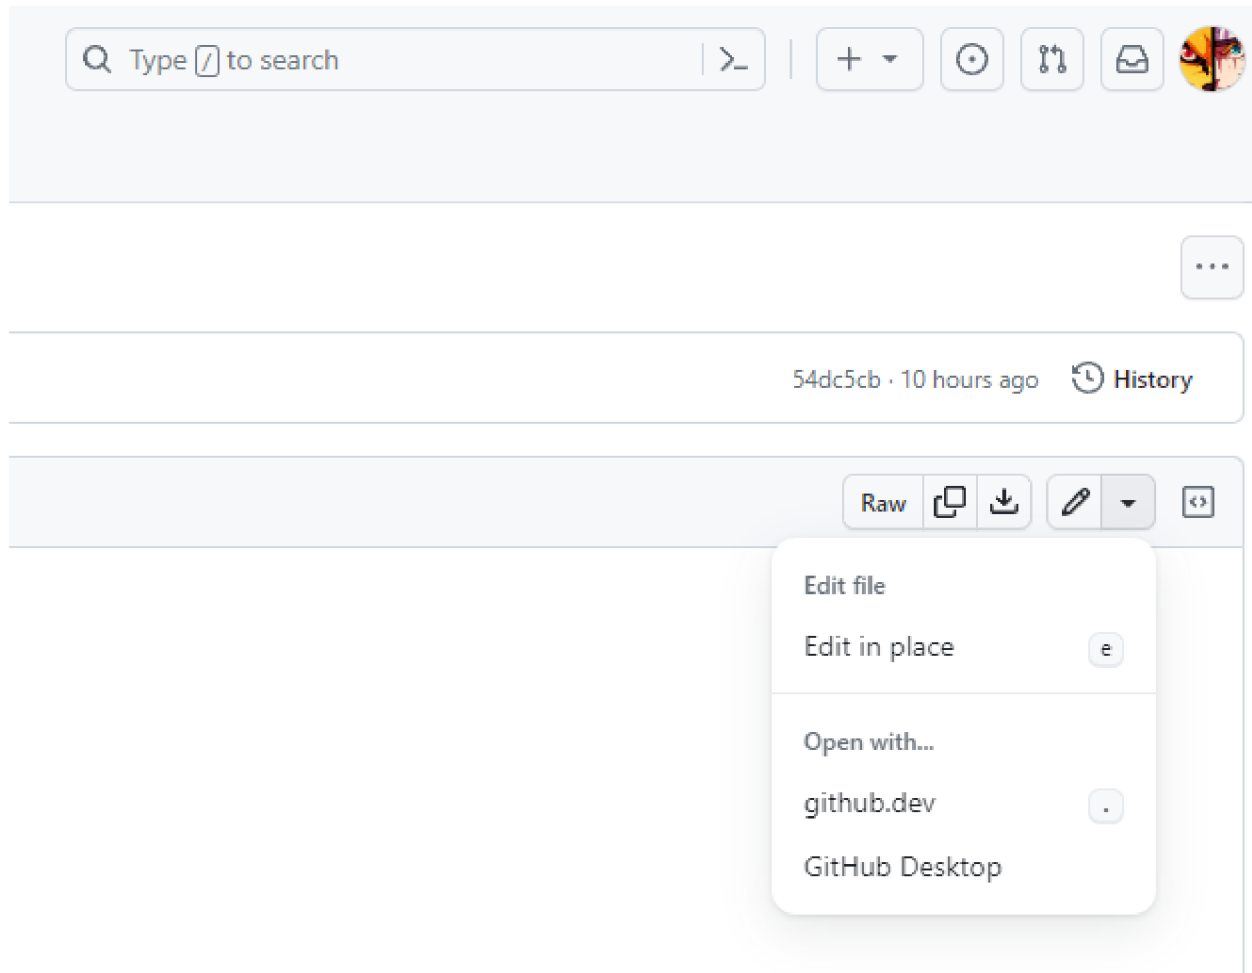 Type / to search
54dc5cb · 10 hours ago History
Raw
Edit file
Edit in place e
Open with...
github.dev .
GitHub Desktop